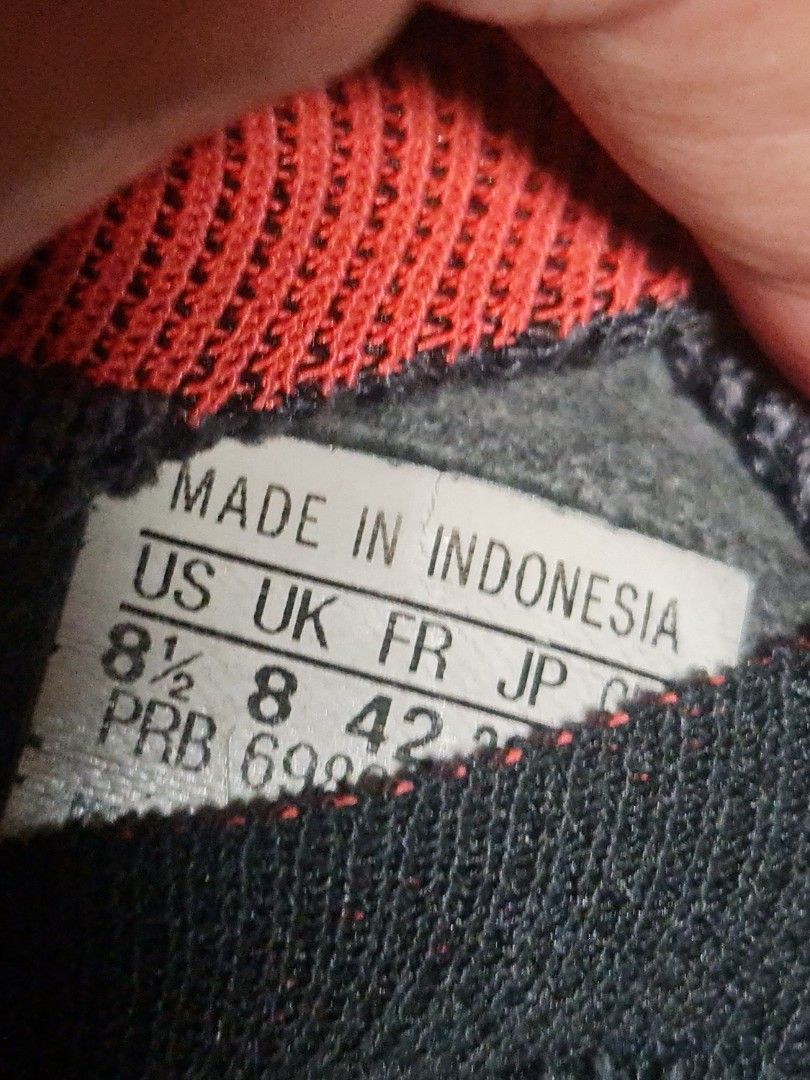 MADE IN INDONESIA
US UK FR JP
8½ 8 42
PRB